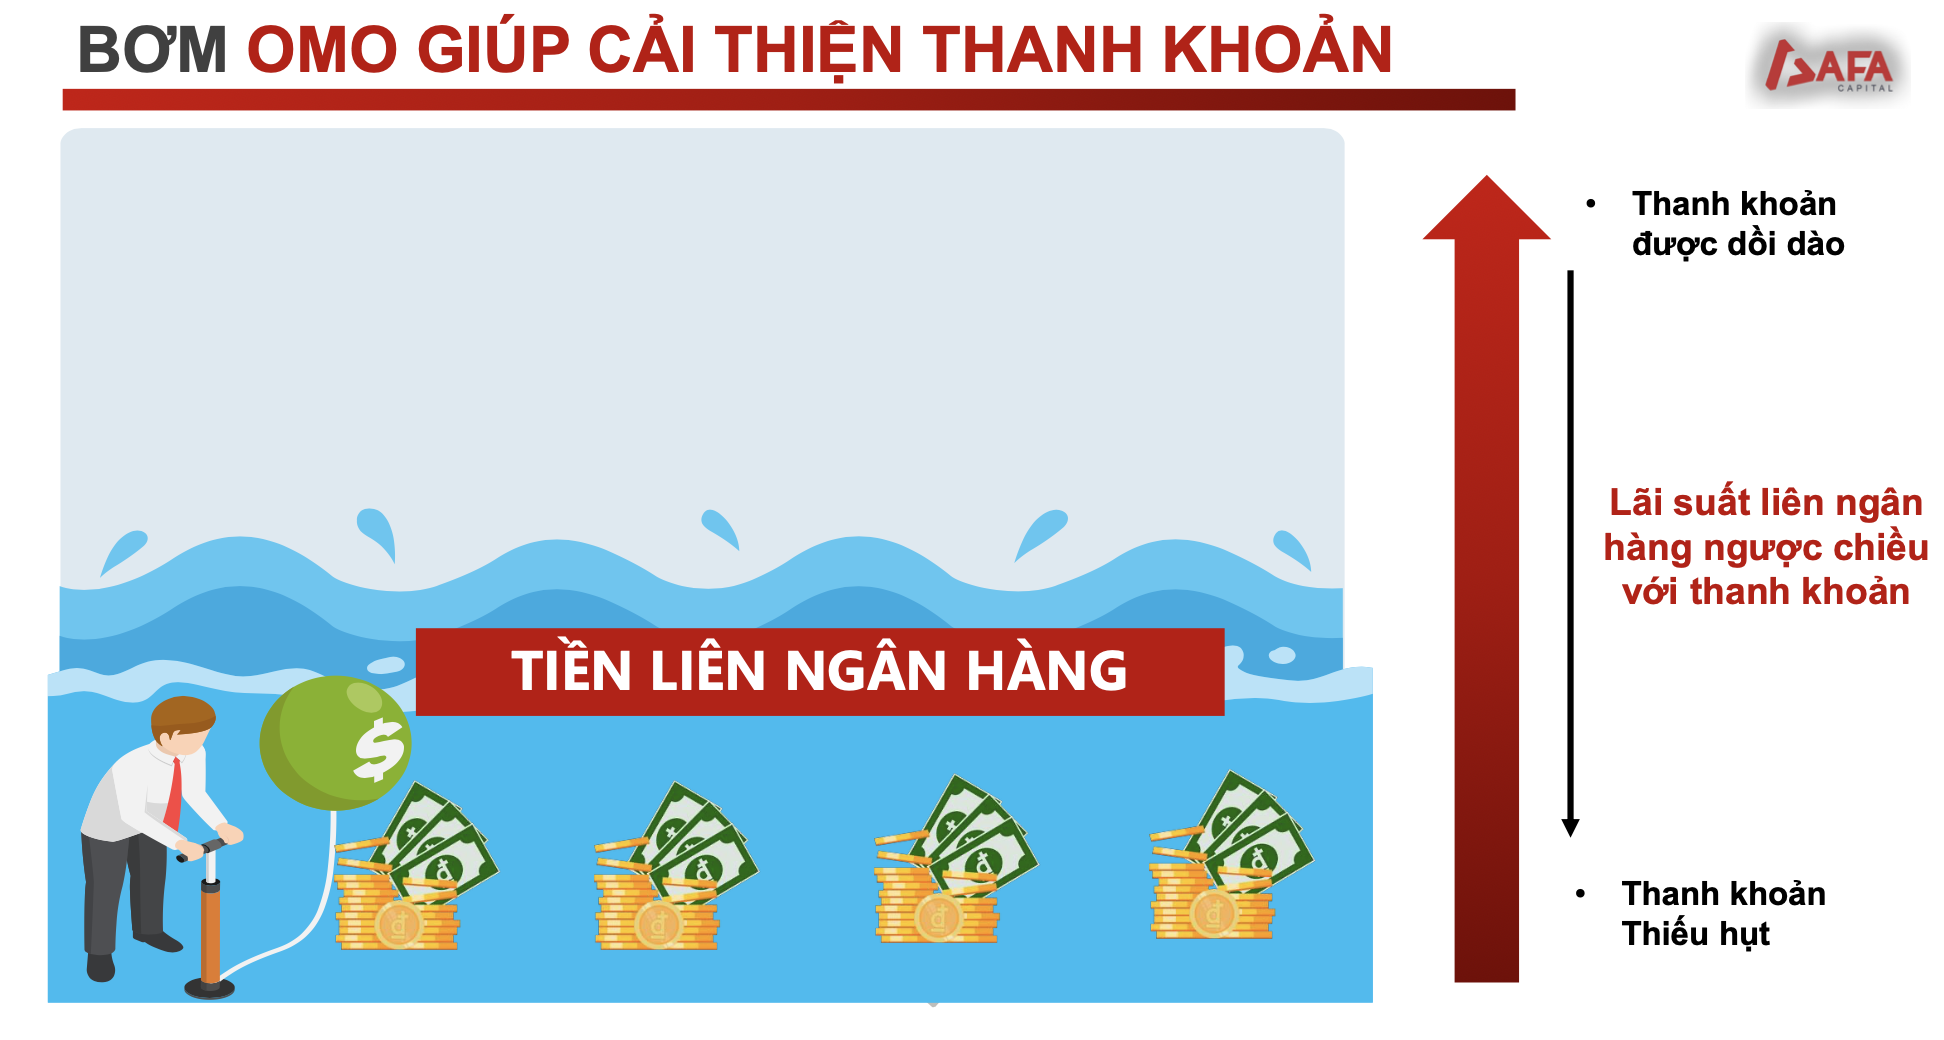 BƠM OMO GIÚP CẢI THIỆN THANH KHOẢN
AFA
CAPITAL
• Thanh khoản
được dồi dào
Lãi suất liên ngân
hàng ngược chiều
với thanh khoản
TIỀN LIÊN NGÂN HÀNG
$
đ đ đ đ
đ đ đ đ
đ đ đ đ
• Thanh khoản
Thiếu hụt